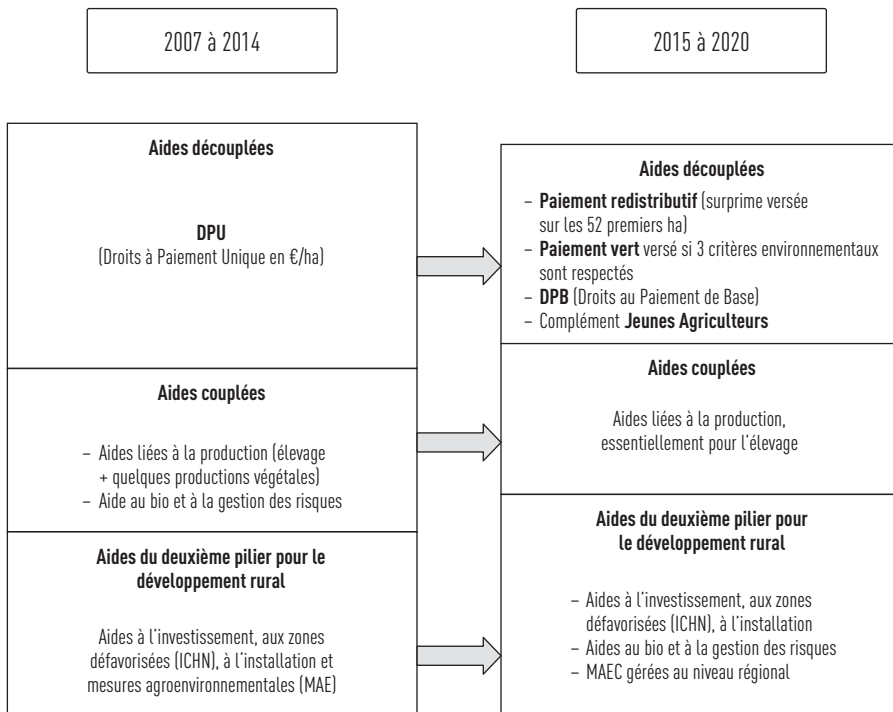 2007 à 2014
2015 à 2020
Aides découplées
DPU
(Droits à Paiement Unique en €/ha)
Aides couplées
– Aides liées à la production (élevage
+ quelques productions végétales)
– Aide au bio et à la gestion des risques
Aides du deuxième pilier pour le
développement rural
Aides à l'investissement, aux zones
défavorisées (ICHN), à l'installation et
mesures agroenvironnementales (MAE)
Aides découplées
– Paiement redistributif (surprime versée
sur les 52 premiers ha)
– Paiement vert versé si 3 critères environnementaux
sont respectés
– DPB (Droits au Paiement de Base)
– Complément Jeunes Agriculteurs
Aides couplées
Aides liées à la production,
essentiellement pour l'élevage
Aides du deuxième pilier pour
le développement rural
– Aides à l'investissement, aux zones
défavorisées (ICHN), à l'installation
– Aides au bio et à la gestion des risques
– MAEC gérées au niveau régional